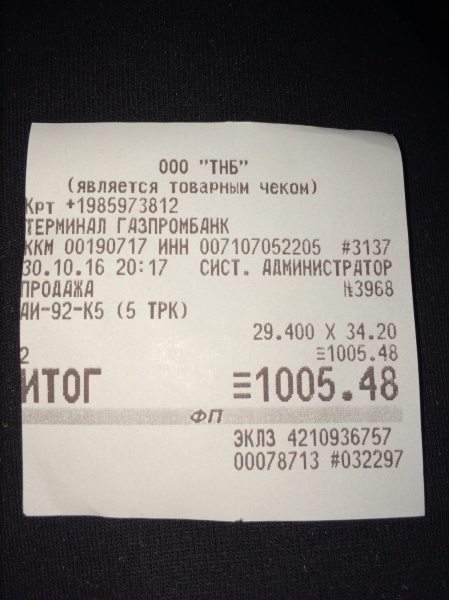 ООО "ТНБ"
(является товарным чеком)
Крт +1985973812
ТЕРМИНАЛ ГАЗПРОМБАНК
ККМ 00190717 ИНН 007107052205 #3137
30.10.16 20:17 СИСТ. АДМИНИСТРАТОР
ПРОДАЖА №3968
АИ-92-К5 (5 ТРК)
29.400 X 34.20
2 ≡1005.48
ИТОГ ≡1005.48
ФП
ЭКЛЗ 4210936757
00078713 #032297